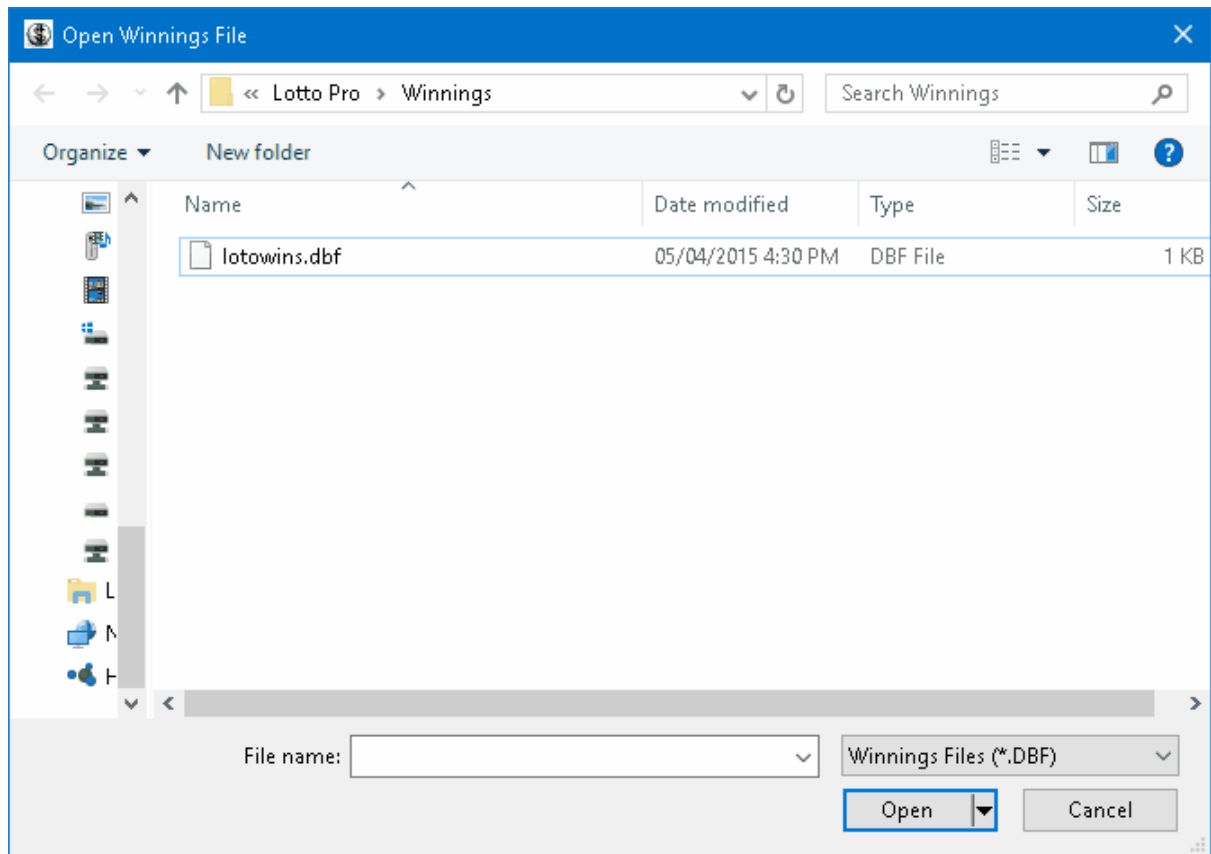 Open Winnings File
« Lotto Pro > Winnings
Search Winnings
Organize
New folder
Name
Date modified
Type
Size
lotowins.dbf
05/04/2015 4:30 PM
DBF File
1 KB
L
N
H
File name:
Winnings Files (*.DBF)
Open
Cancel